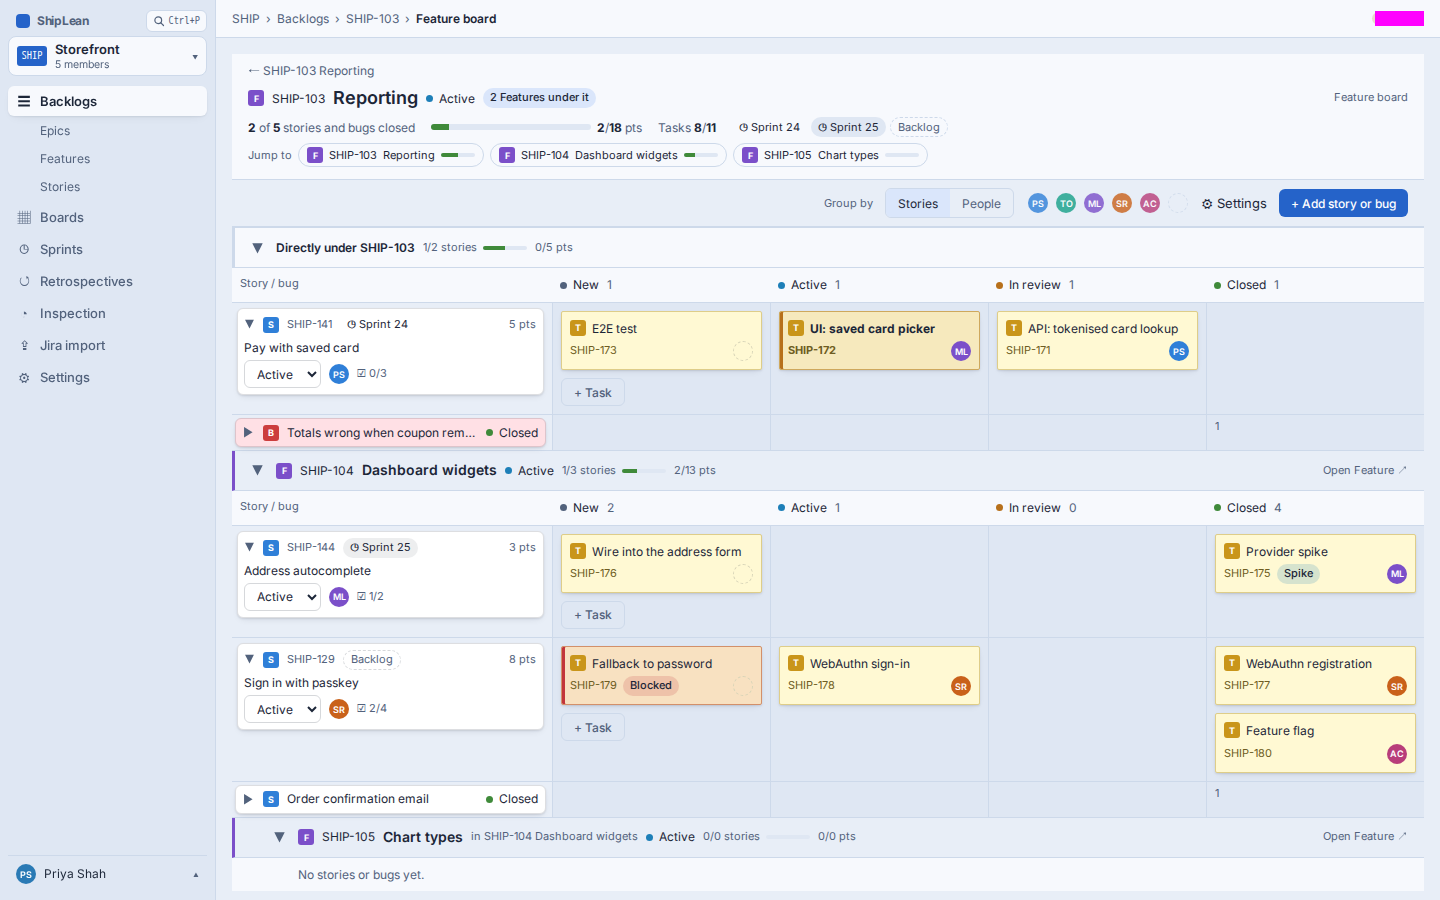 ShipLean Ctrl+P
SHIP Storefront
5 members
Backlogs
Epics
Features
Stories
Boards
Sprints
Retrospectives
Inspection
Jira import
Settings
PS Priya Shah
SHIP › Backlogs › SHIP-103 › Feature board
← SHIP-103 Reporting
F SHIP-103 Reporting Active 2 Features under it Feature board
2 of 5 stories and bugs closed 2/18 pts Tasks 8/11 Sprint 24 Sprint 25 Backlog
Jump to F SHIP-103 Reporting F SHIP-104 Dashboard widgets F SHIP-105 Chart types
Group by Stories People PS TO ML SR AC Settings + Add story or bug
Directly under SHIP-103 1/2 stories 0/5 pts
Story / bug New 1 Active 1 In review 1 Closed 1
S SHIP-141 Sprint 24 5 pts
Pay with saved card
Active PS 0/3
T E2E test
SHIP-173
+ Task
T UI: saved card picker
SHIP-172 ML
T API: tokenised card lookup
SHIP-171 PS
B Totals wrong when coupon rem... Closed 1
F SHIP-104 Dashboard widgets Active 1/3 stories 2/13 pts Open Feature ↗
Story / bug New 2 Active 1 In review 0 Closed 4
S SHIP-144 Sprint 25 3 pts
Address autocomplete
Active ML 1/2
T Wire into the address form
SHIP-176
+ Task
T Provider spike
SHIP-175 Spike ML
S SHIP-129 Backlog 8 pts
Sign in with passkey
Active SR 2/4
T Fallback to password
SHIP-179 Blocked
+ Task
T WebAuthn sign-in
SHIP-178 SR
T WebAuthn registration
SHIP-177 SR
T Feature flag
SHIP-180 AC
S Order confirmation email Closed 1
F SHIP-105 Chart types in SHIP-104 Dashboard widgets Active 0/0 stories 0/0 pts Open Feature ↗
No stories or bugs yet.